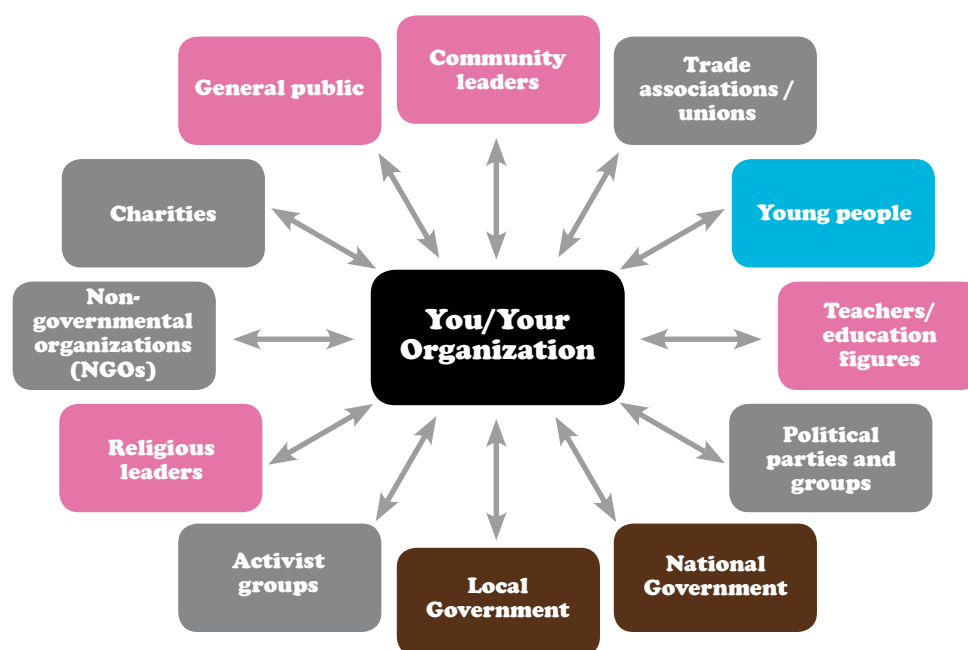 General public
Community
leaders
Trade
associations /
unions
Charities
Young people
Non-
governmental
organizations
(NGOs)
You/Your
Organization
Teachers/
education
figures
Religious
leaders
Political
parties and
groups
Activist
groups
Local
Government
National
Government